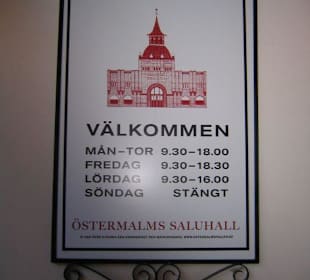 VÄLKOMMEN
MÅN–TOR 9.30–18.00
FREDAG 9.30–18.30
LÖRDAG 9.30–16.00
SÖNDAG STÄNGT
ÖSTERMALMS SALUHALL